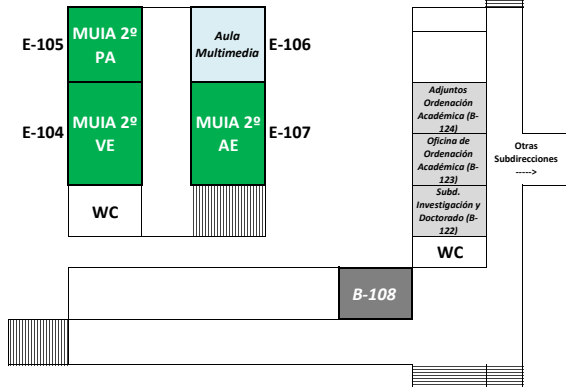 E-105
MUIA 2º
PA
Aula
Multimedia
E-106
E-104
MUIA 2º
VE
MUIA 2º
AE
E-107
WC
Adjuntos
Ordenación
Académica (B-
124)
Oficina de
Ordenación
Académica (B-
123)
Subd.
Investigación y
Doctorado (B-
122)
WC
Otras
Subdirecciones
----->
B-108